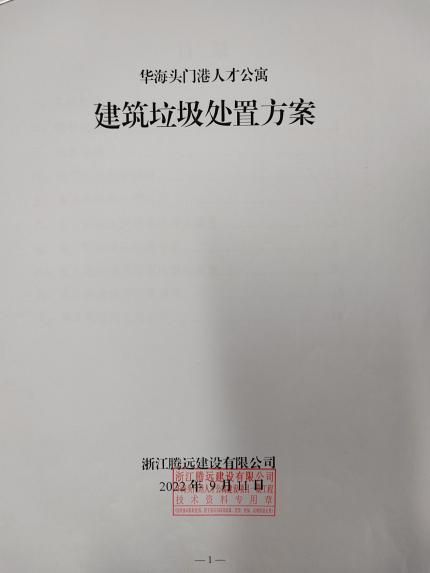 华海头门港人才公寓
建筑垃圾处置方案
浙江腾远建设有限公司
2022年9月11日
浙江腾远建设有限公司
技术资料专用章
—1—